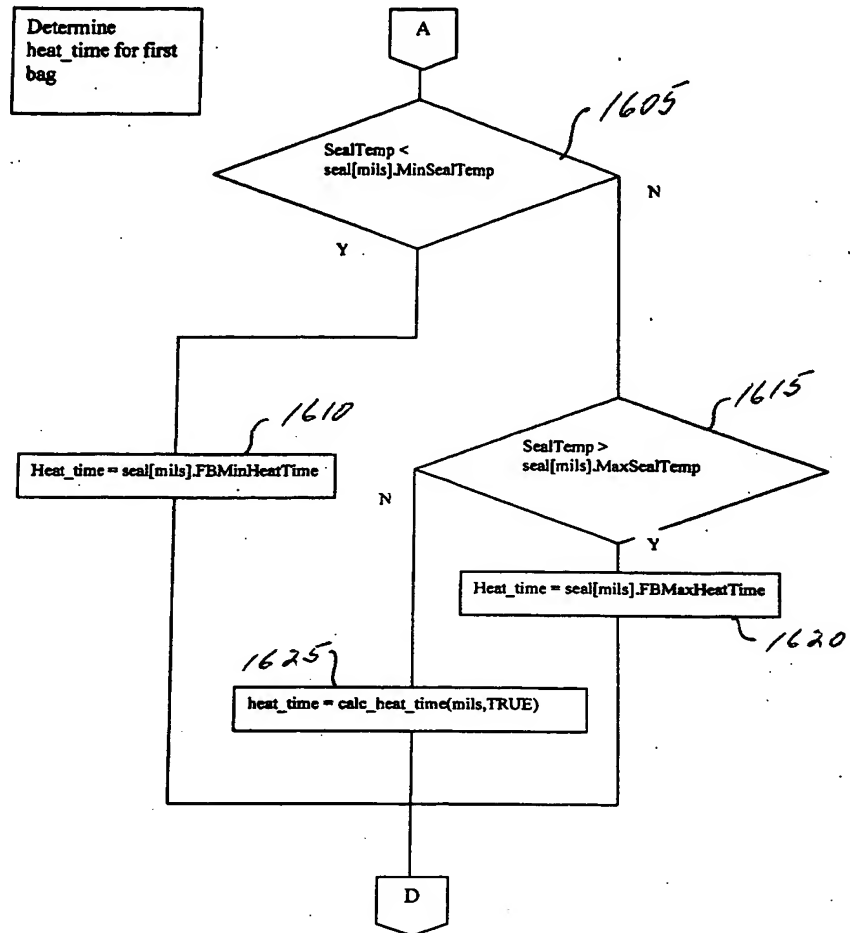 Determine
heat_time for first
bag
A
1605
SealTemp <
seal[mils].MinSealTemp
N
Y
1615
1610
SealTemp >
seal[mils].MaxSealTemp
Heat_time = seal[mils].FBMinHeatTime
N
Y
Heat_time = seal[mils].FBMaxHeatTime
1620
1625
heat_time = calc_heat_time(mils,TRUE)
D